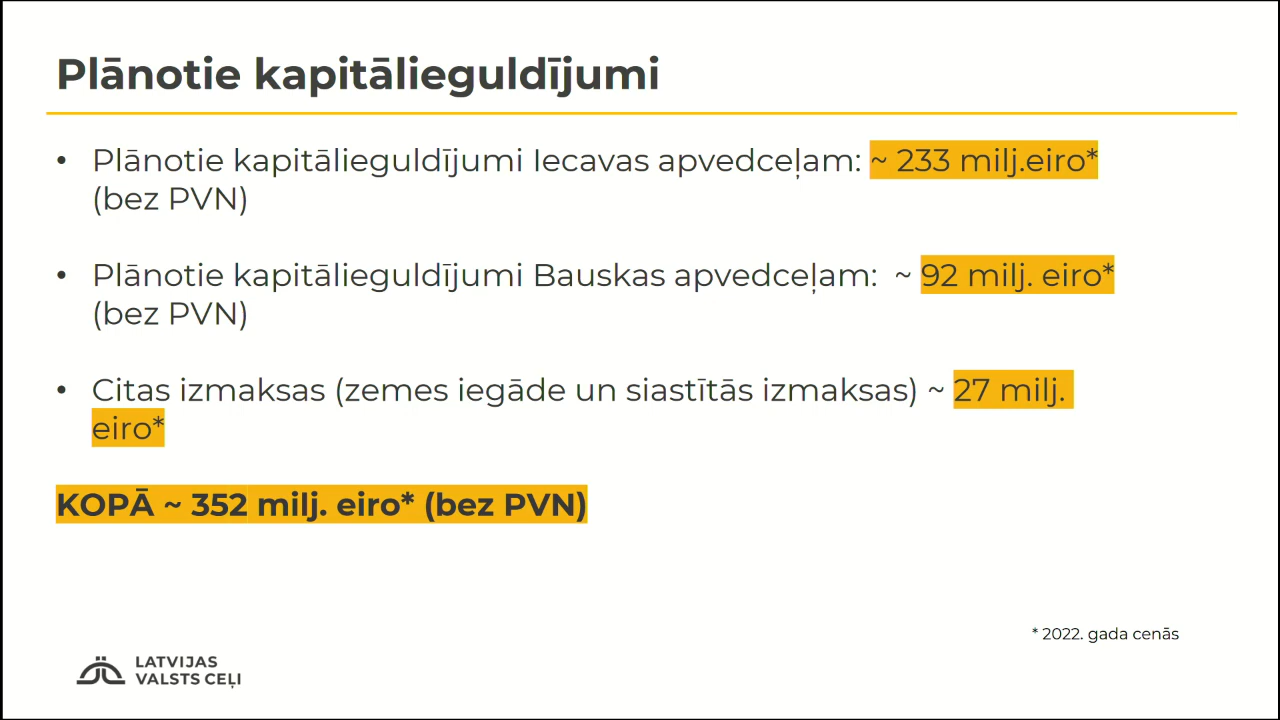 Plānotie kapitālieguldījumi
• Plānotie kapitālieguldījumi Iecavas apvedceļam: ~ 233 milj.eiro*
(bez PVN)
• Plānotie kapitālieguldījumi Bauskas apvedceļam: ~ 92 milj. eiro*
(bez PVN)
• Citas izmaksas (zemes iegāde un siastītās izmaksas) ~ 27 milj.
eiro*
KOPĀ ~ 352 milj. eiro* (bez PVN)
* 2022. gada cenās
LATVIJAS
VALSTS CEĻI